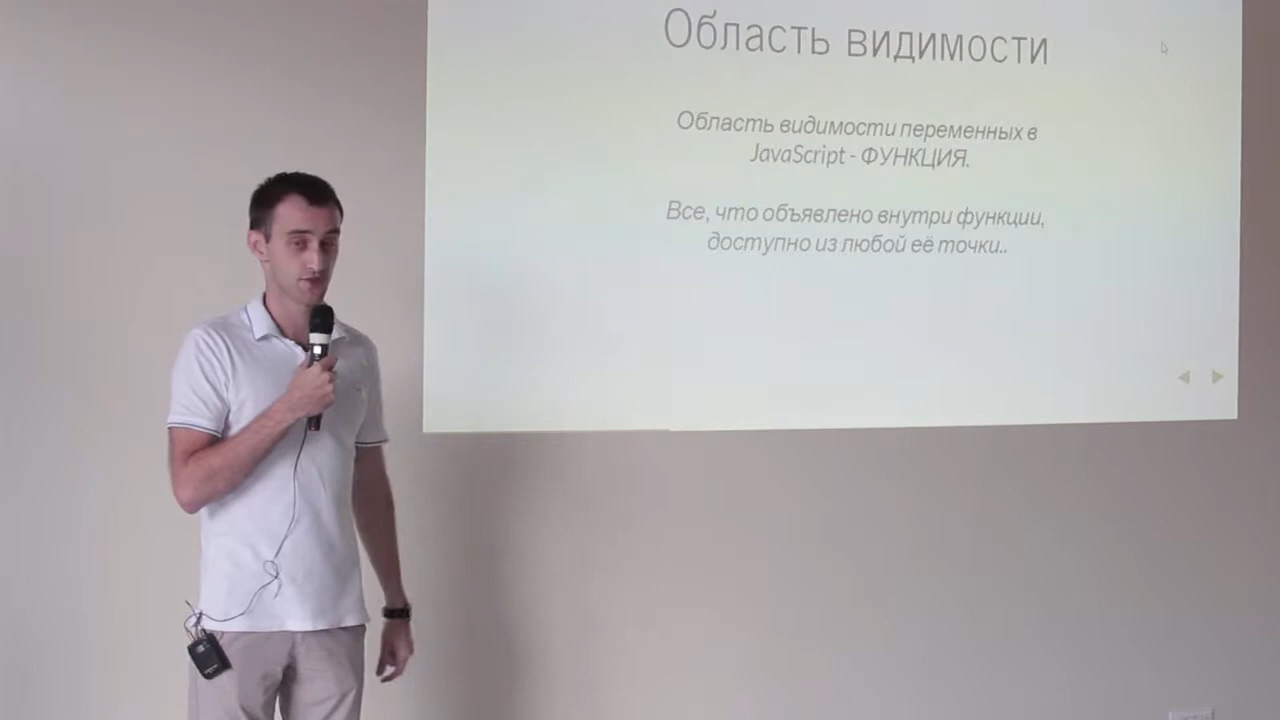 Область видимости
Область видимости переменных в
JavaScript - ФУНКЦИЯ.
Все, что объявлено внутри функции,
доступно из любой её точки..